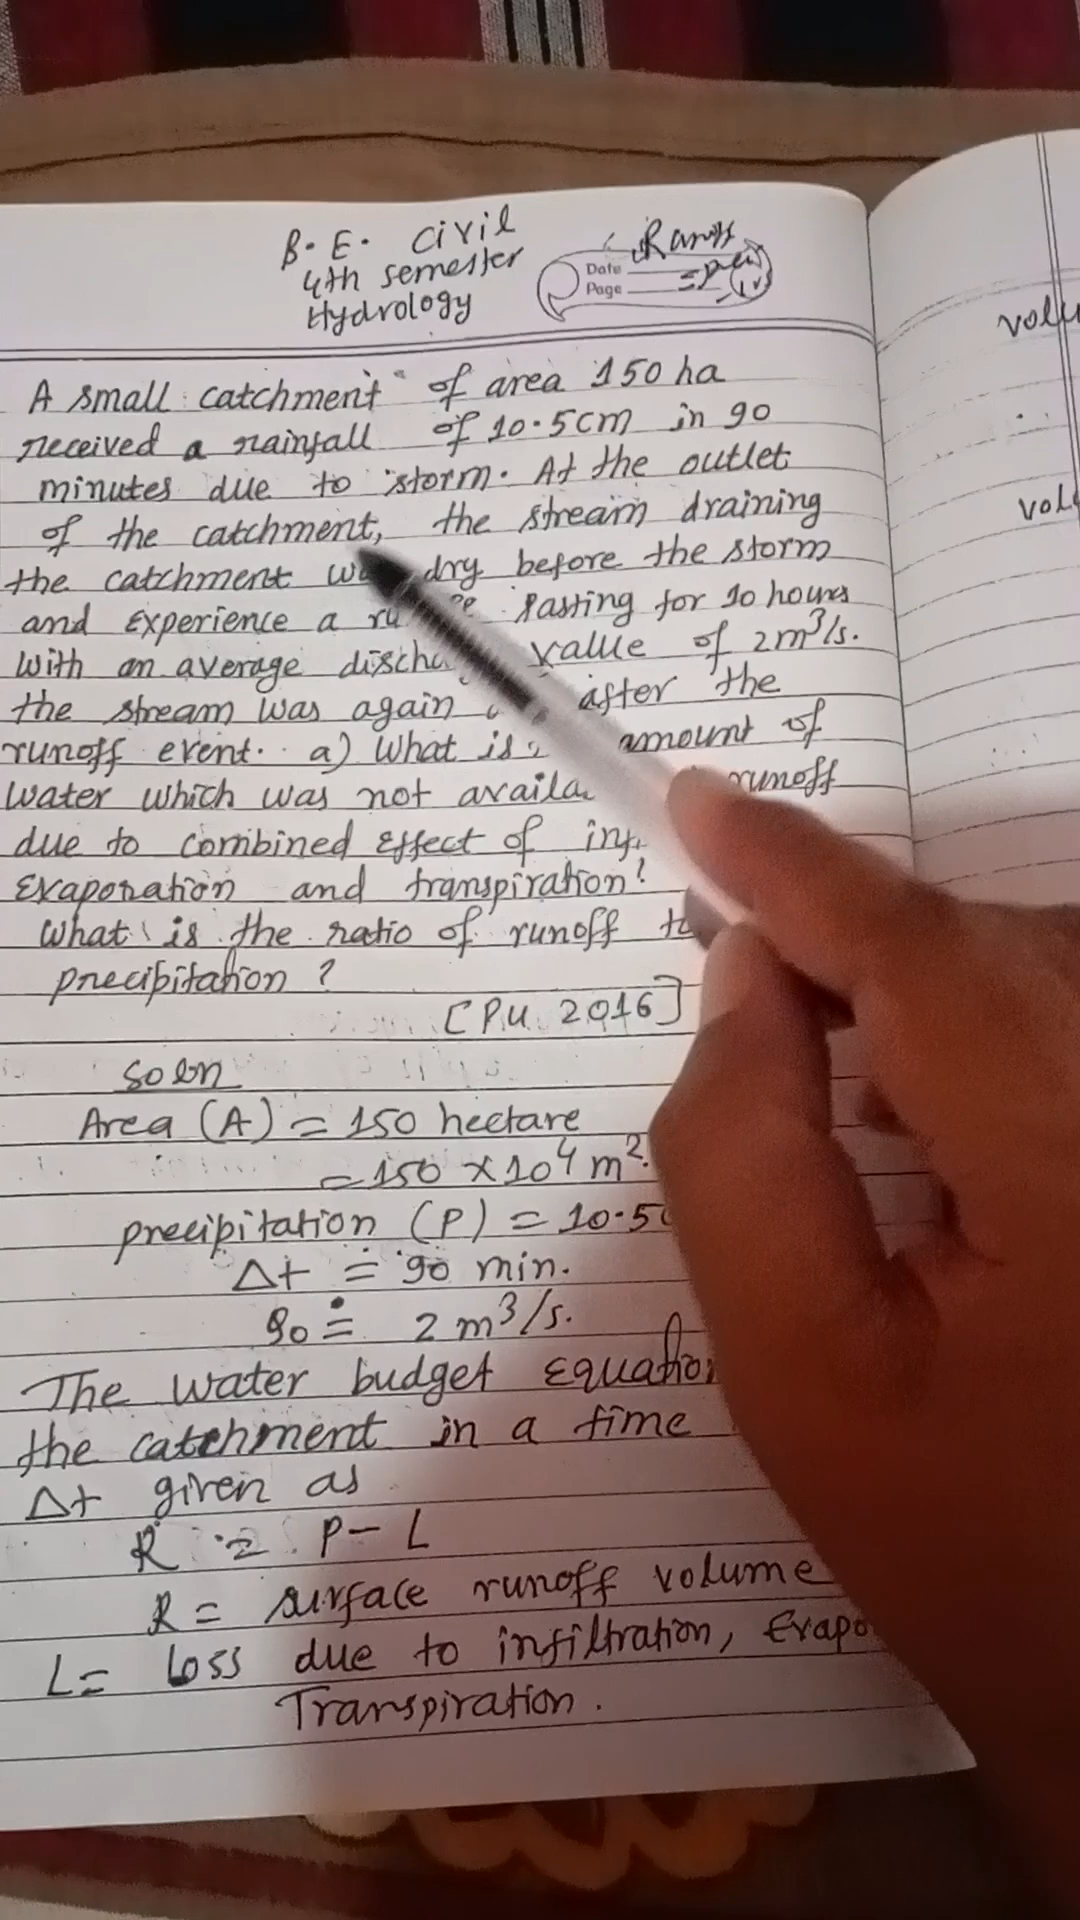 B.E. Civil
4th semester
Hydrology
Date
Page
A small catchment of area 150 ha
received a rainfall of 10.5cm in 90
minutes due to storm. At the outlet
of the catchment, the stream draining
the catchment dry before the storm
and experience a lasting for 10 hours
with an average value of 2m³/s.
the stream was again after the
runoff event. a) What is amount of
water which was not runoff
due to combined effect of
evaporation and transpiration?
What is the ratio of runoff
precipitation?
[P.U. 2016]
Soln
Area (A) = 150 hectare
= 150 × 10⁴ m².
precipitation (P) = 10.5
Δt = 90 min.
= 2 m³/s.
The water budget
the catchment in a time
Δt given as
R = P - L
R = surface runoff volume
L = Loss due to infiltration,
Transpiration.